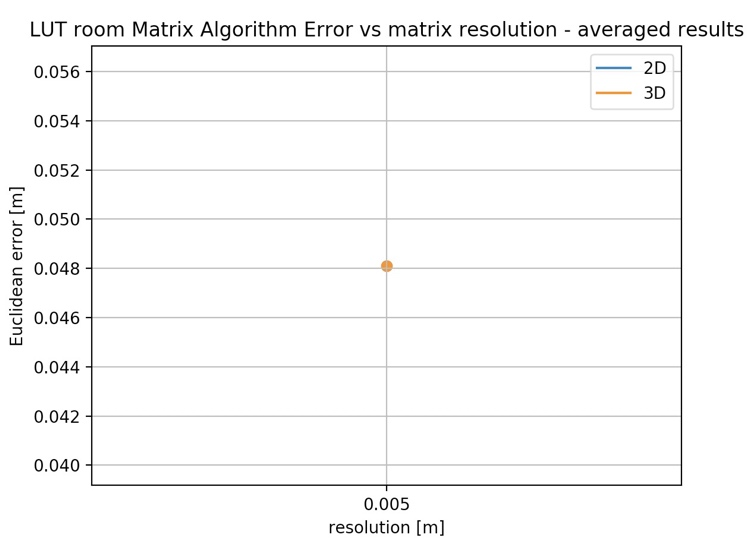 LUT room Matrix Algorithm Error vs matrix resolution - averaged results
2D
3D
Euclidean error [m]
0.056
0.054
0.052
0.050
0.048
0.046
0.044
0.042
0.040
0.005
resolution [m]